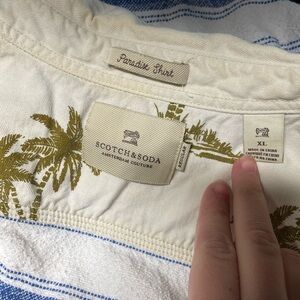 Paradise Shirt
SCOTCH & SODA
AMSTERDAM COUTURE
XL
MADE IN CHINA